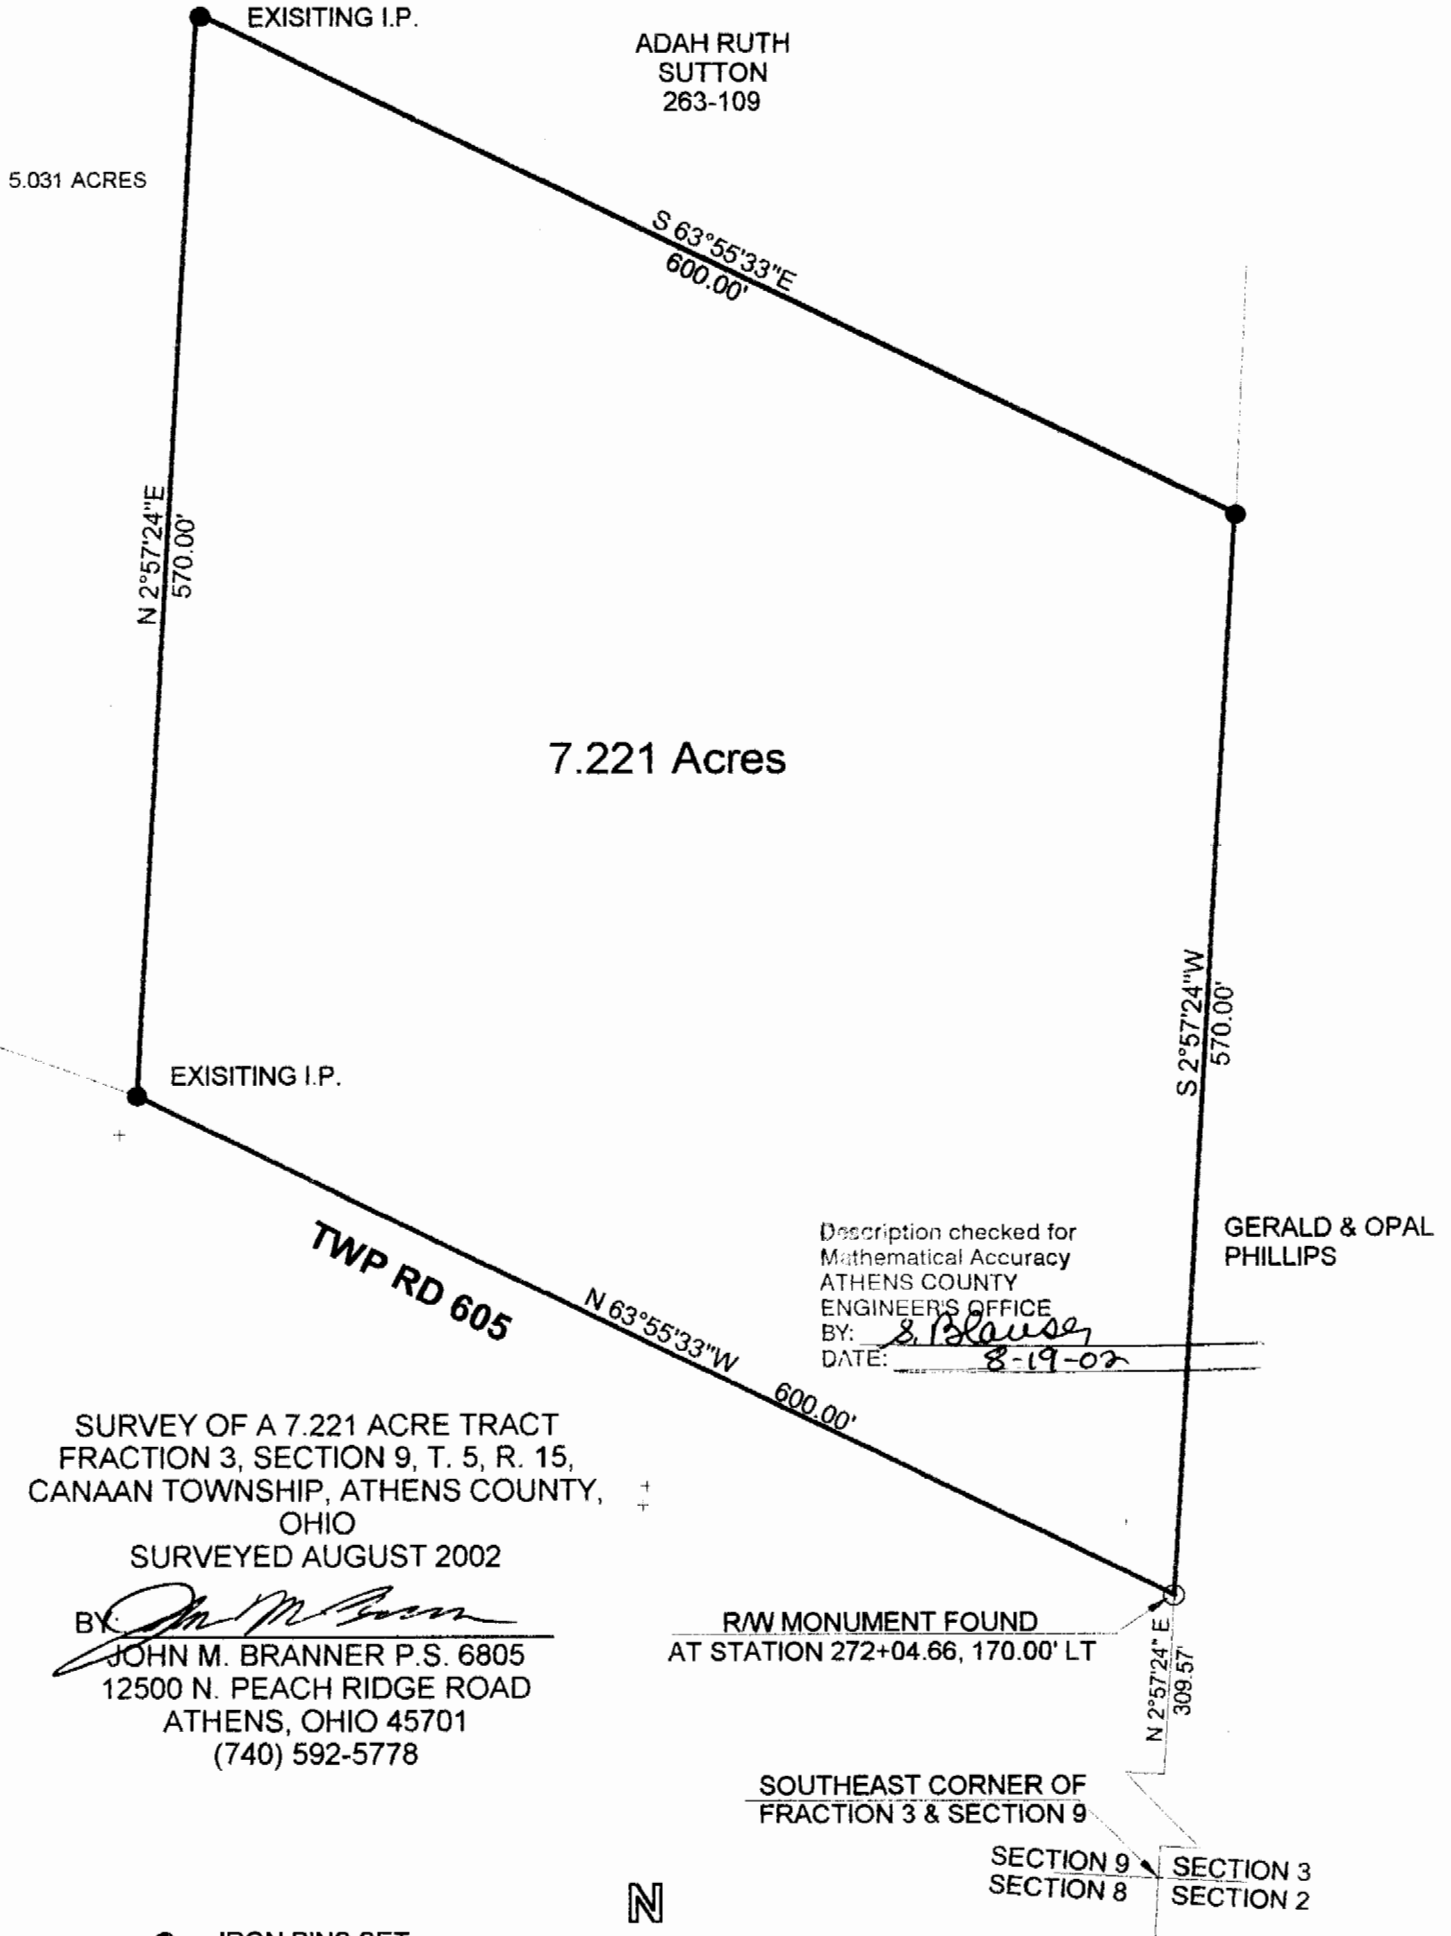 EXISITING I.P.
ADAH RUTH
SUTTON
263-109
5.031 ACRES
S 63°55'33"E
600.00'
N 2°57'24"E
570.00'
7.221 Acres
S 2°57'24"W
570.00'
EXISITING I.P.
TWP RD 605
N 63°55'33"W
600.00'
Description checked for
Mathematical Accuracy
ATHENS COUNTY
ENGINEER'S OFFICE
BY: S. Blauser
DATE: 8-19-02
GERALD & OPAL
PHILLIPS
SURVEY OF A 7.221 ACRE TRACT
FRACTION 3, SECTION 9, T. 5, R. 15,
CANAAN TOWNSHIP, ATHENS COUNTY,
OHIO
SURVEYED AUGUST 2002
BY: John M Branner
JOHN M. BRANNER P.S. 6805
12500 N. PEACH RIDGE ROAD
ATHENS, OHIO 45701
(740) 592-5778
R/W MONUMENT FOUND
AT STATION 272+04.66, 170.00' LT
N 2°57'24" E
309.57'
SOUTHEAST CORNER OF
FRACTION 3 & SECTION 9
SECTION 9
SECTION 3
SECTION 8
SECTION 2
N
IRON PINS SET